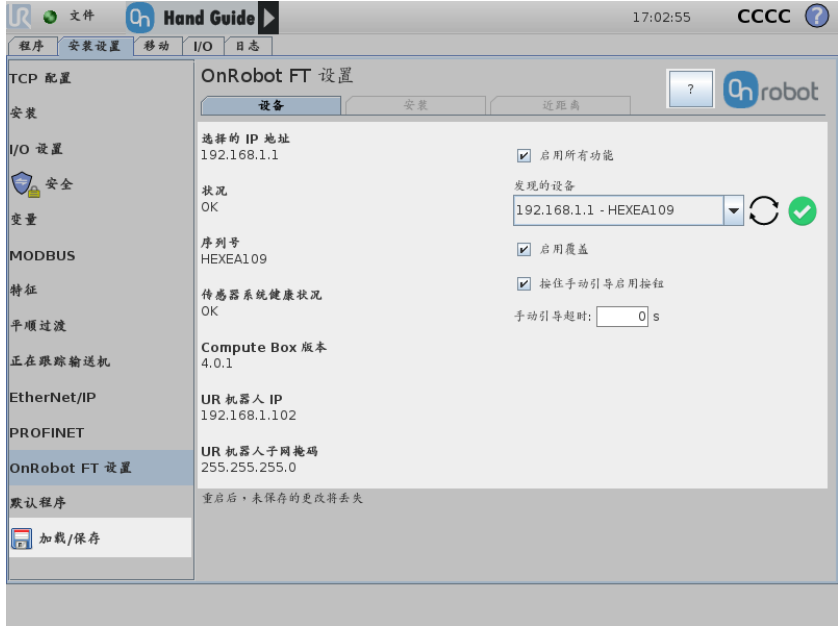 UR 文件 On Hand Guide 17:02:55 CCCC ?
程序 安装设置 移动 I/O 日志
TCP 配置
安装
I/O 设置
安全
变量
MODBUS
特征
平顺过渡
正在跟踪输送机
EtherNet/IP
PROFINET
OnRobot FT 设置
默认程序
加载/保存
OnRobot FT 设置
? On robot
设备 安装 近距离
选择的 IP 地址
192.168.1.1
状况
OK
序列号
HEXEA109
传感器系统健康状况
OK
Compute Box 版本
4.0.1
UR 机器人 IP
192.168.1.102
UR 机器人子网掩码
255.255.255.0
启用所有功能
发现的设备
192.168.1.1 - HEXEA109
启用覆盖
按住手动引导启用按钮
手动引导超时: 0 s
重启后，未保存的更改将丢失